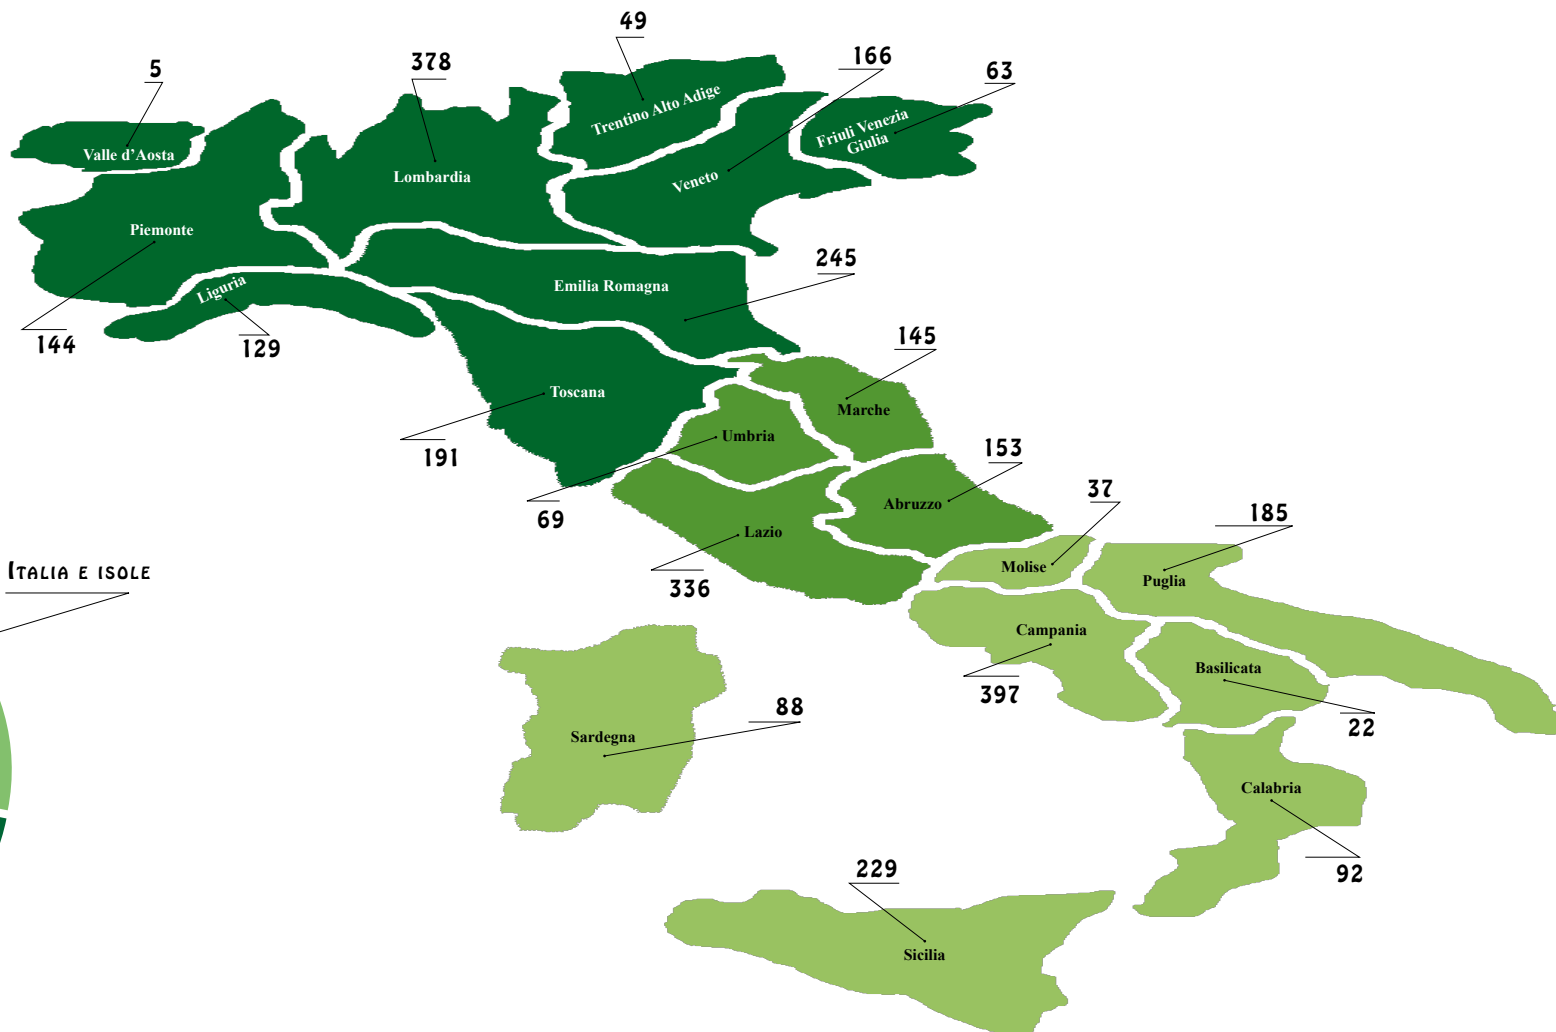 49
5
378
166
63
Trentino Alto Adige
Friuli Venezia
Giulia
Valle d'Aosta
Lombardia
Veneto
Piemonte
245
Liguria
Emilia Romagna
144
129
145
Toscana
Marche
191
Umbria
153
69
Abruzzo
37
185
Lazio
Italia e isole
336
Molise
Puglia
Campania
397
Basilicata
88
22
Sardegna
Calabria
229
92
Sicilia